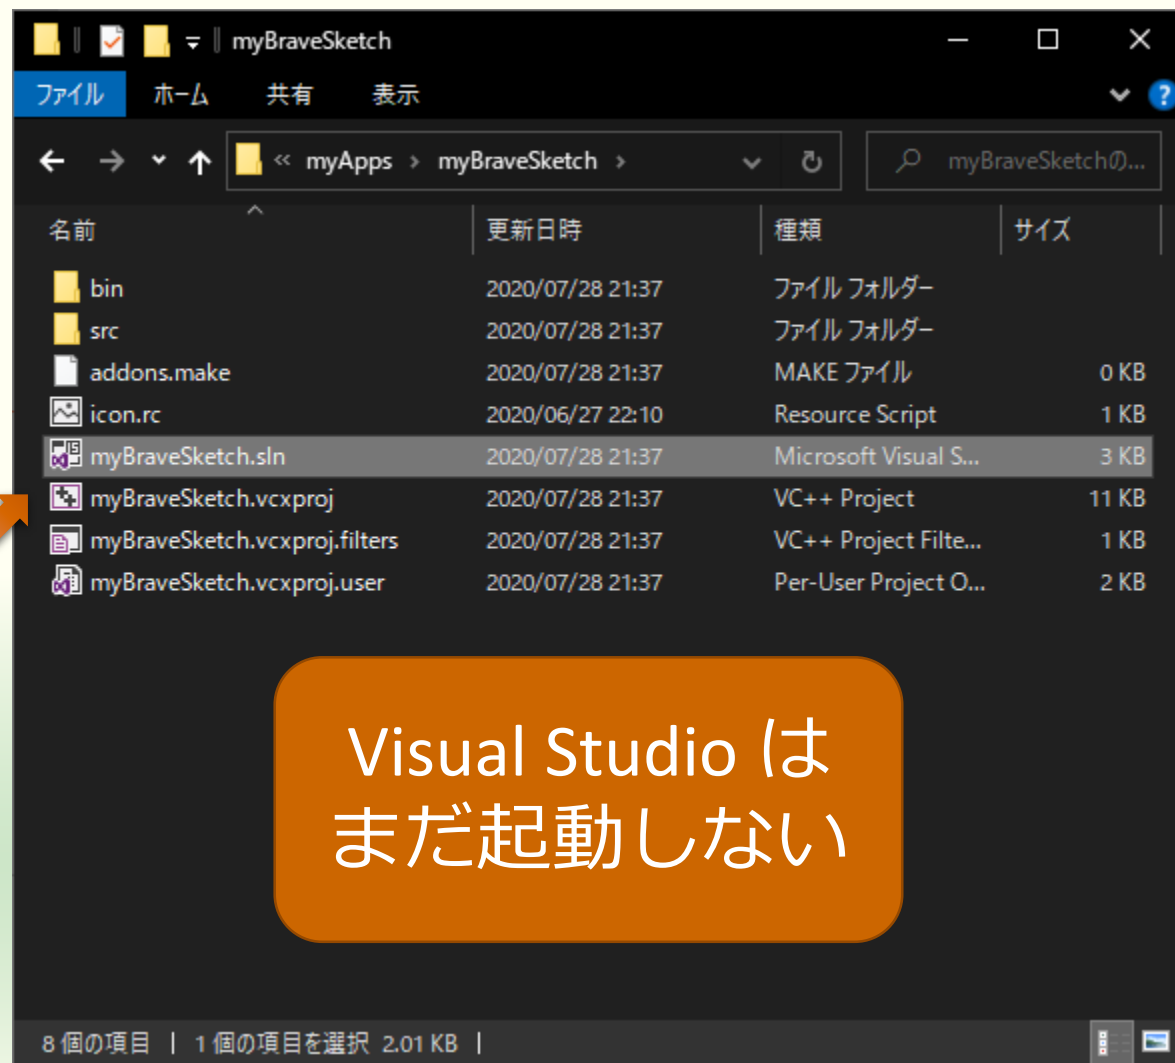 myBraveSketch
ファイル ホーム 共有 表示
« myApps › myBraveSketch › myBraveSketchの...
名前 更新日時 種類 サイズ
bin 2020/07/28 21:37 ファイル フォルダー
src 2020/07/28 21:37 ファイル フォルダー
addons.make 2020/07/28 21:37 MAKE ファイル 0 KB
icon.rc 2020/06/27 22:10 Resource Script 1 KB
myBraveSketch.sln 2020/07/28 21:37 Microsoft Visual S... 3 KB
myBraveSketch.vcxproj 2020/07/28 21:37 VC++ Project 11 KB
myBraveSketch.vcxproj.filters 2020/07/28 21:37 VC++ Project Filte... 1 KB
myBraveSketch.vcxproj.user 2020/07/28 21:37 Per-User Project O... 2 KB
Visual Studio は
まだ起動しない
8 個の項目 | 1 個の項目を選択 2.01 KB |